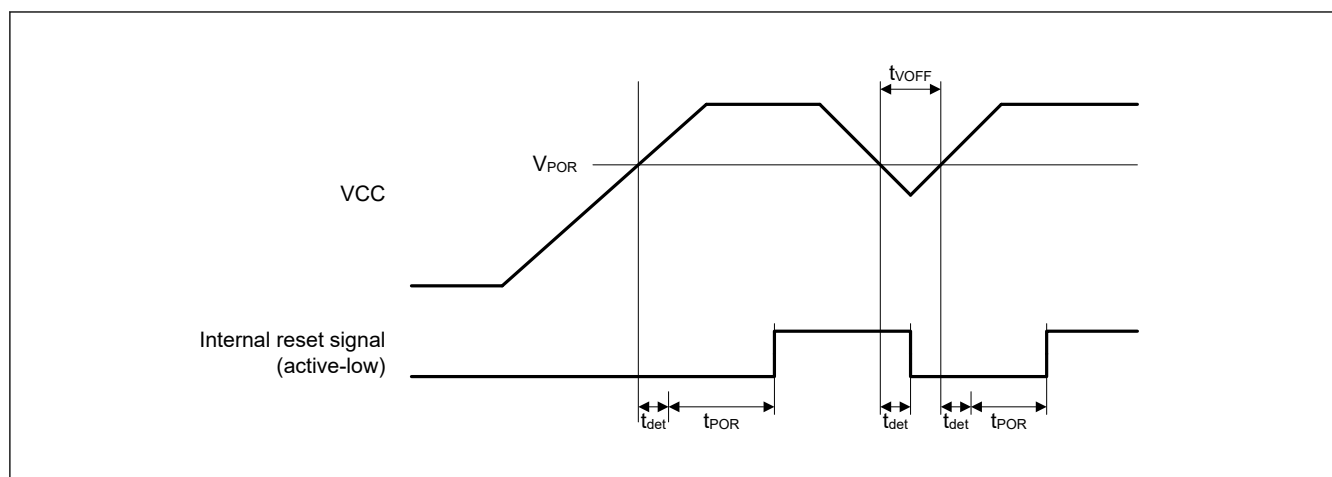 tVOFF
VPOR
VCC
Internal reset signal
(active-low)
tdet
tPOR
tdet
tdet
tPOR